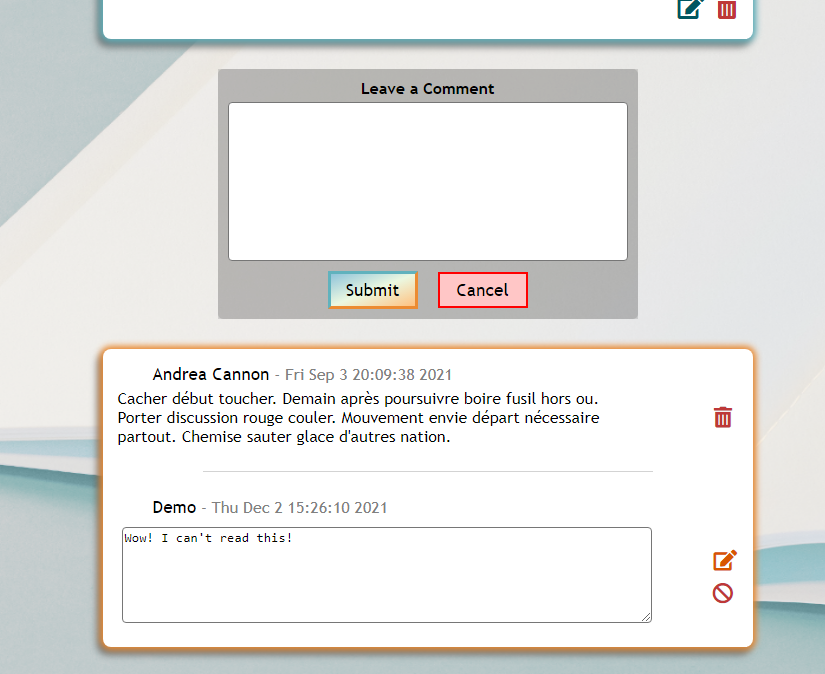 Leave a Comment
Submit
Cancel
Andrea Cannon - Fri Sep 3 20:09:38 2021
Cacher début toucher. Demain après poursuivre boire fusil hors ou.
Porter discussion rouge couler. Mouvement envie départ nécessaire
partout. Chemise sauter glace d'autres nation.
Demo - Thu Dec 2 15:26:10 2021
Wow! I can't read this!